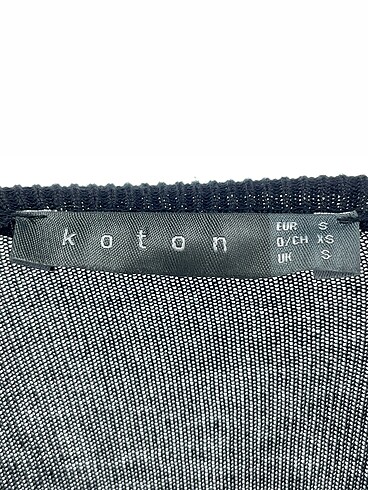 koton
EUR S
D/CH XS
UK S